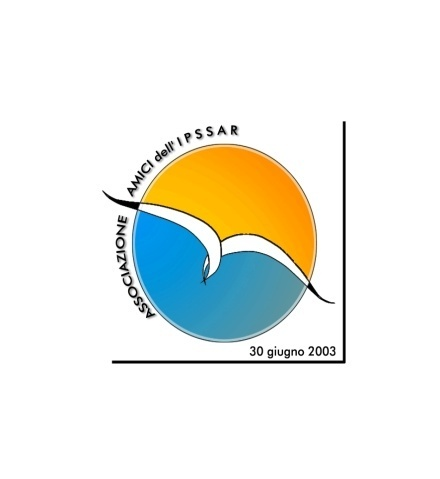 ASSOCIAZIONE AMICI dell' IPSSAR
30 giugno 2003